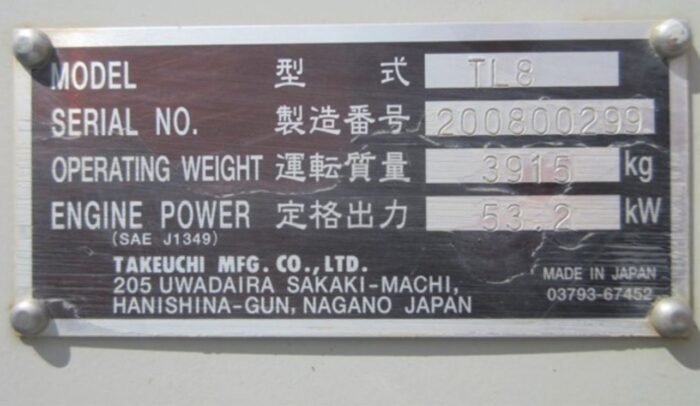 MODEL 型式 TL8
SERIAL NO. 製造番号 200800299
OPERATING WEIGHT 運転質量 3915 kg
ENGINE POWER 定格出力 53.2 kW
(SAE J1349)
TAKEUCHI MFG. CO.,LTD.
205 UWADAIRA SAKAKI-MACHI,
HANISHINA-GUN, NAGANO JAPAN
MADE IN JAPAN
03793-67452